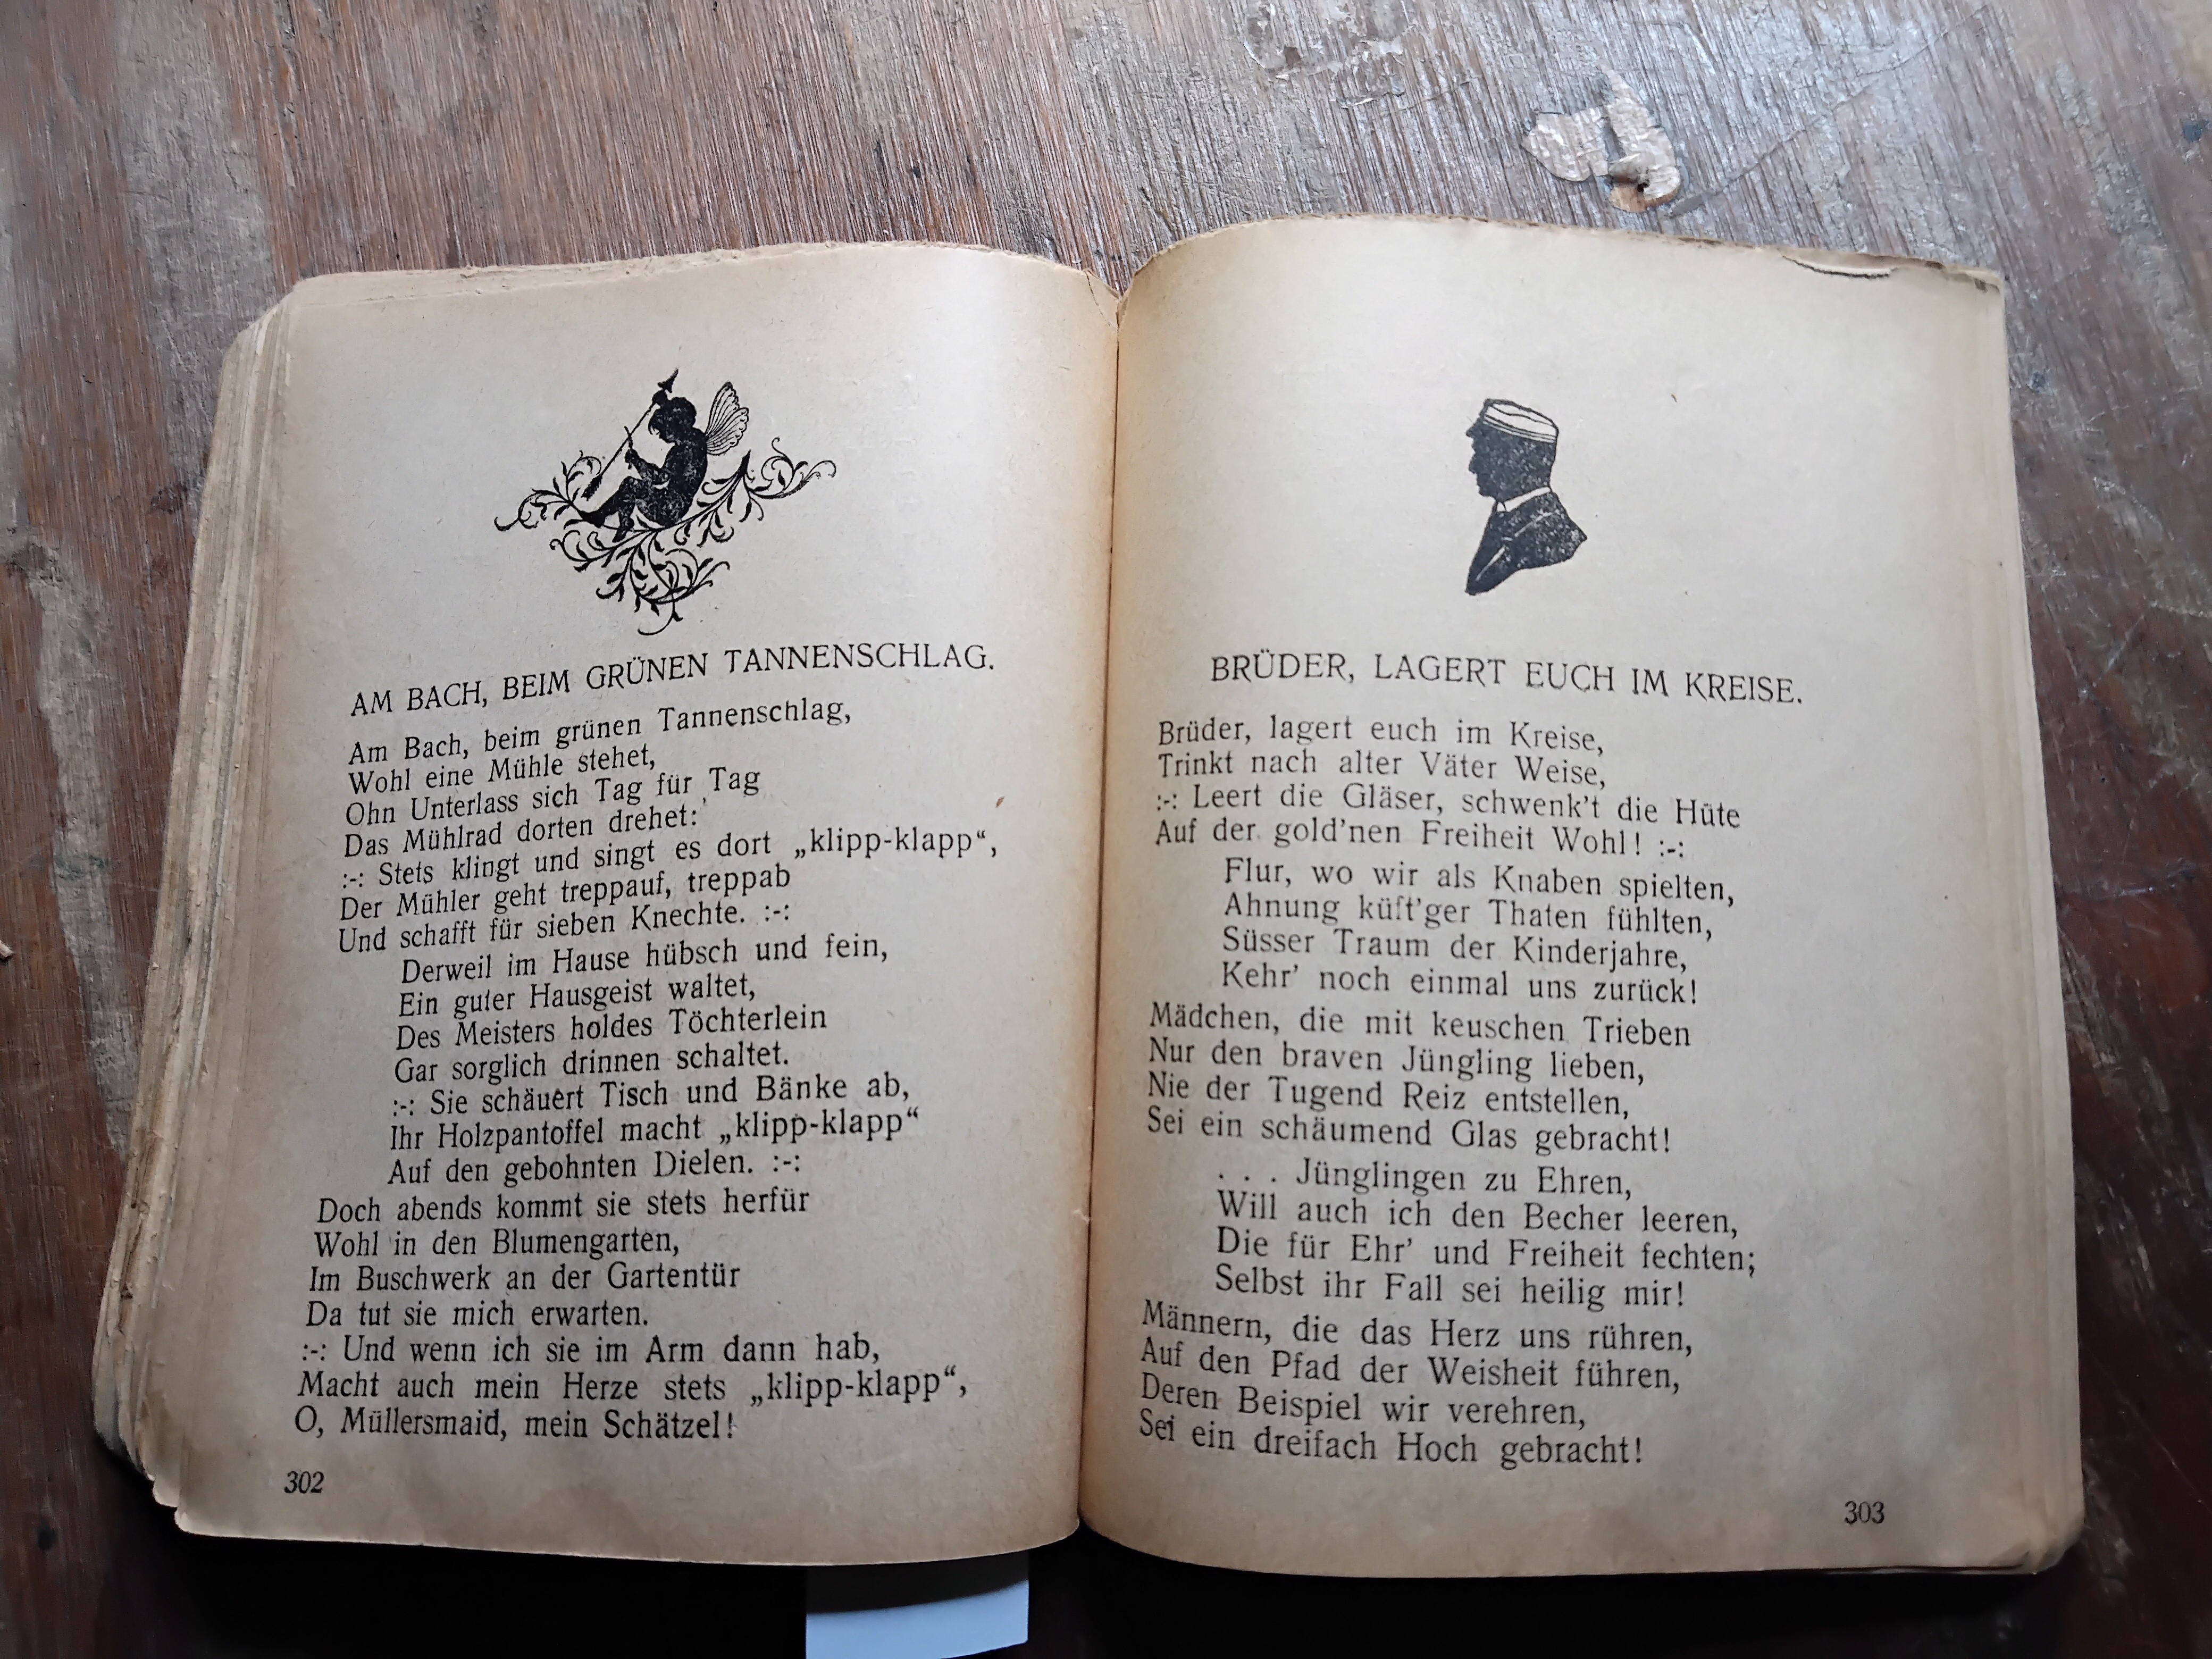 AM BACH, BEIM GRÜNEN TANNENSCHLAG.
Am Bach, beim grünen Tannenschlag,
Wohl eine Mühle stehet,
Ohn Unterlass sich Tag für Tag
Das Mühlrad dorten drehet:
:-: Stets klingt und singt es dort „klipp-klapp“,
Der Mühler geht treppauf, treppab
Und schafft für sieben Knechte. :-:
Derweil im Hause hübsch und fein,
Ein guter Hausgeist waltet,
Des Meisters holdes Töchterlein
Gar sorglich drinnen schaltet.
:-: Sie schäuert Tisch und Bänke ab,
Ihr Holzpantoffel macht „klipp-klapp“
Auf den gebohnten Dielen. :-:
Doch abends kommt sie stets herfür
Wohl in den Blumengarten,
Im Buschwerk an der Gartentür
Da tut sie mich erwarten.
:-: Und wenn ich sie im Arm dann hab,
Macht auch mein Herze stets „klipp-klapp“,
O, Müllersmaid, mein Schätzel!
302
BRÜDER, LAGERT EUCH IM KREISE.
Brüder, lagert euch im Kreise,
Trinkt nach alter Väter Weise,
:-: Leert die Gläser, schwenk't die Hüte
Auf der gold'nen Freiheit Wohl! :-:
Flur, wo wir als Knaben spielten,
Ahnung küft'ger Thaten fühlten,
Süsser Traum der Kinderjahre,
Kehr' noch einmal uns zurück!
Mädchen, die mit keuschen Trieben
Nur den braven Jüngling lieben,
Nie der Tugend Reiz entstellen,
Sei ein schäumend Glas gebracht!
. . . Jünglingen zu Ehren,
Will auch ich den Becher leeren,
Die für Ehr' und Freiheit fechten;
Selbst ihr Fall sei heilig mir!
Männern, die das Herz uns rühren,
Auf den Pfad der Weisheit führen,
Deren Beispiel wir verehren,
Sei ein dreifach Hoch gebracht!
303